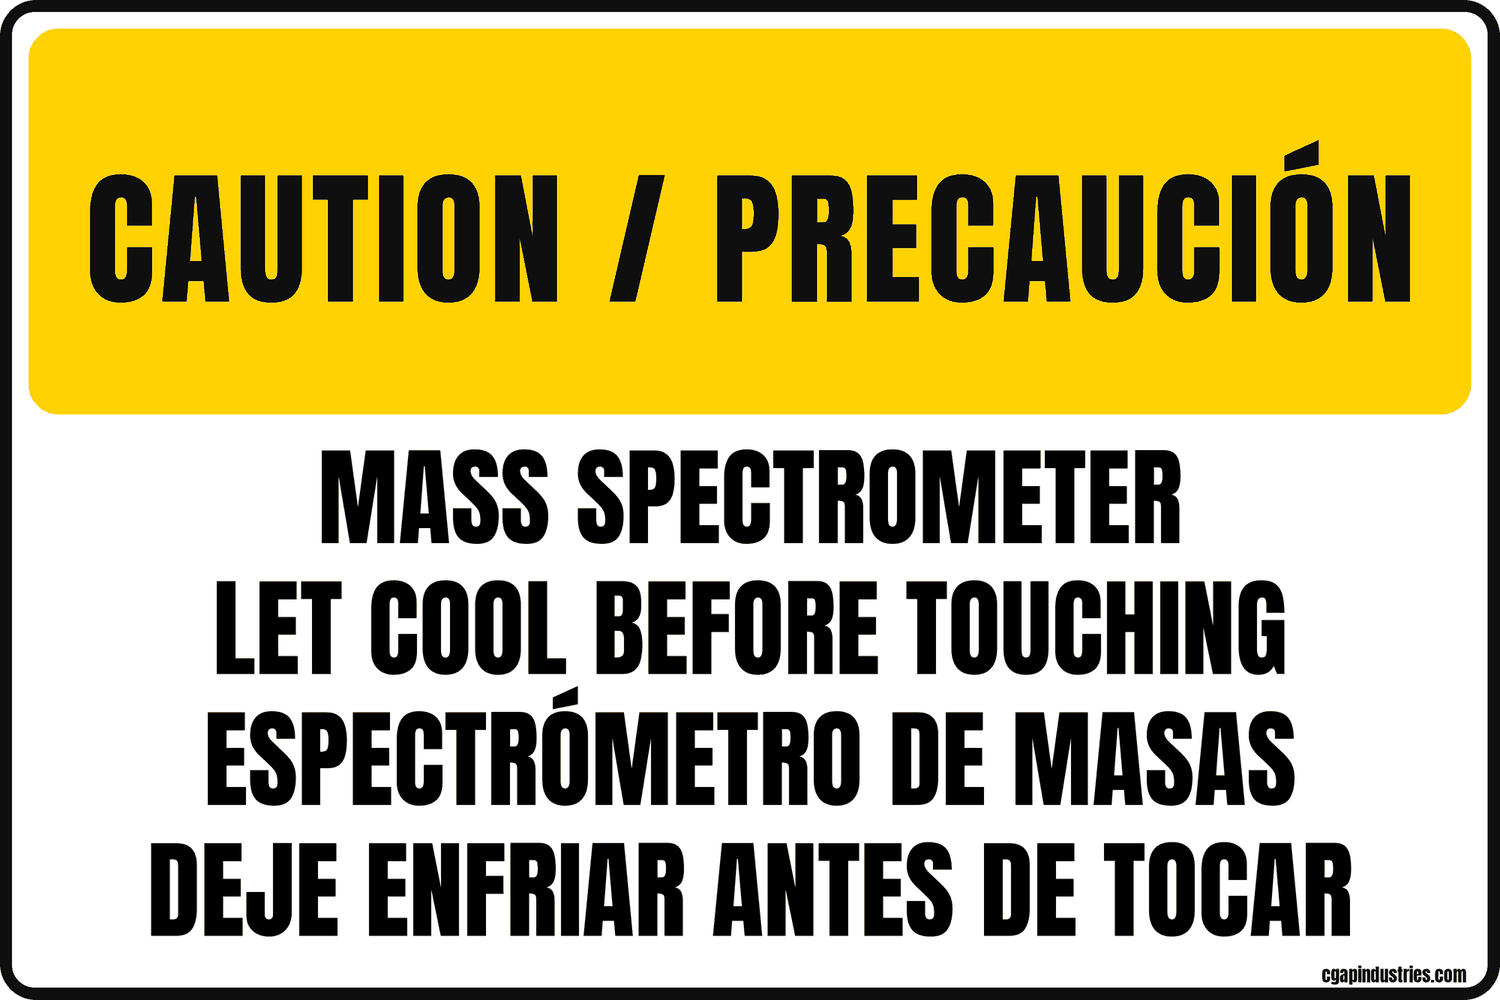 CAUTION / PRECAUCIÓN
MASS SPECTROMETER
LET COOL BEFORE TOUCHING
ESPECTRÓMETRO DE MASAS
DEJE ENFRIAR ANTES DE TOCAR
cgapindustries.com